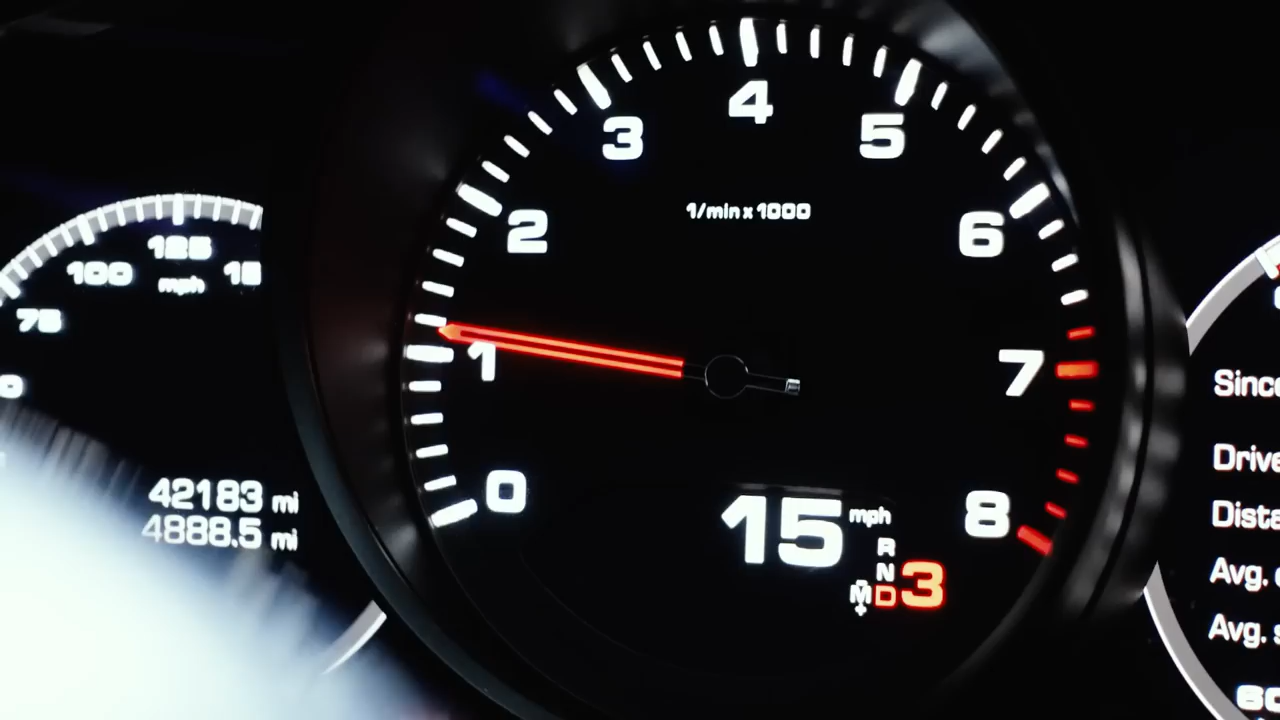 75
100
125
mph
42183 mi
4888.5 mi
0
1
2
3
4
5
6
7
8
1/min x 1000
15 mph
R
N
M D 3
Drive
Avg.
Avg.